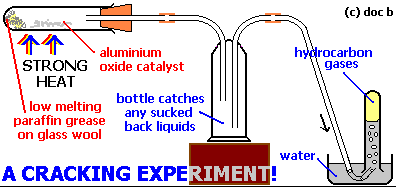 (c) doc b
hydrocarbon
gases
aluminium
oxide catalyst
STRONG
HEAT
low melting
paraffin grease
on glass wool
bottle catches
any sucked
back liquids
water
A CRACKING EXPERIMENT!